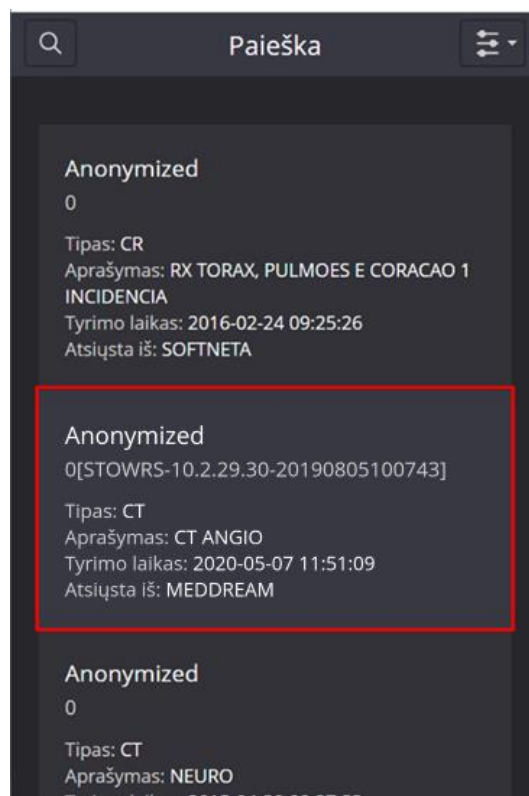 Paieška
Anonymized
0
Tipas: CR
Aprašymas: RX TORAX, PULMOES E CORACAO 1
INCIDENCIA
Tyrimo laikas: 2016-02-24 09:25:26
Atsiųsta iš: SOFTNETA
Anonymized
0[STOWRS-10.2.29.30-20190805100743]
Tipas: CT
Aprašymas: CT ANGIO
Tyrimo laikas: 2020-05-07 11:51:09
Atsiųsta iš: MEDDREAM
Anonymized
0
Tipas: CT
Aprašymas: NEURO